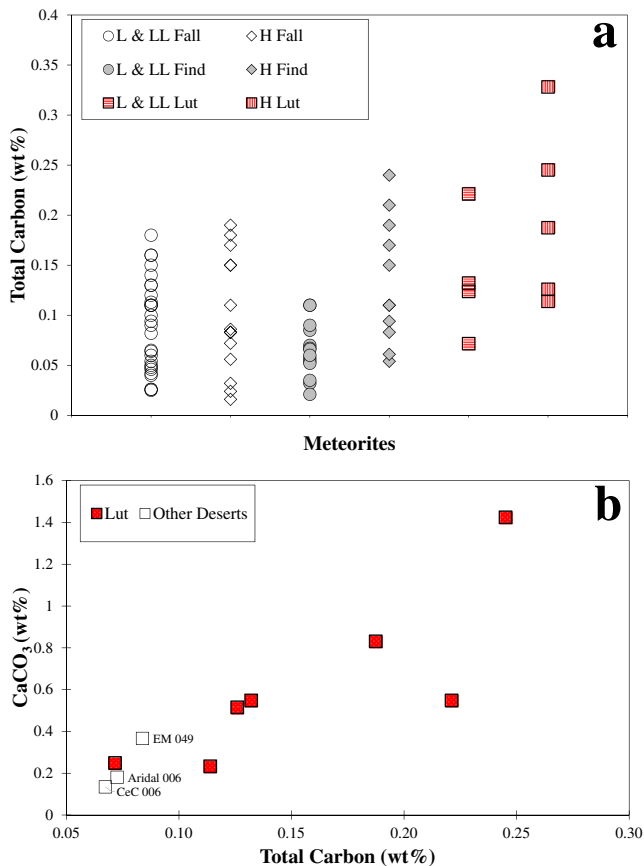 a
L & LL Fall
H Fall
L & LL Find
H Find
L & LL Lut
H Lut
0.4
0.35
0.3
0.25
0.2
0.15
0.1
0.05
0
Total Carbon (wt%)
Meteorites
b
Lut
Other Deserts
1.6
1.4
1.2
1
0.8
0.6
0.4
0.2
0
CaCO₃ (wt%)
EM 049
Aridal 006
CeC 006
0.05
0.10
0.15
0.20
0.25
0.30
Total Carbon (wt%)